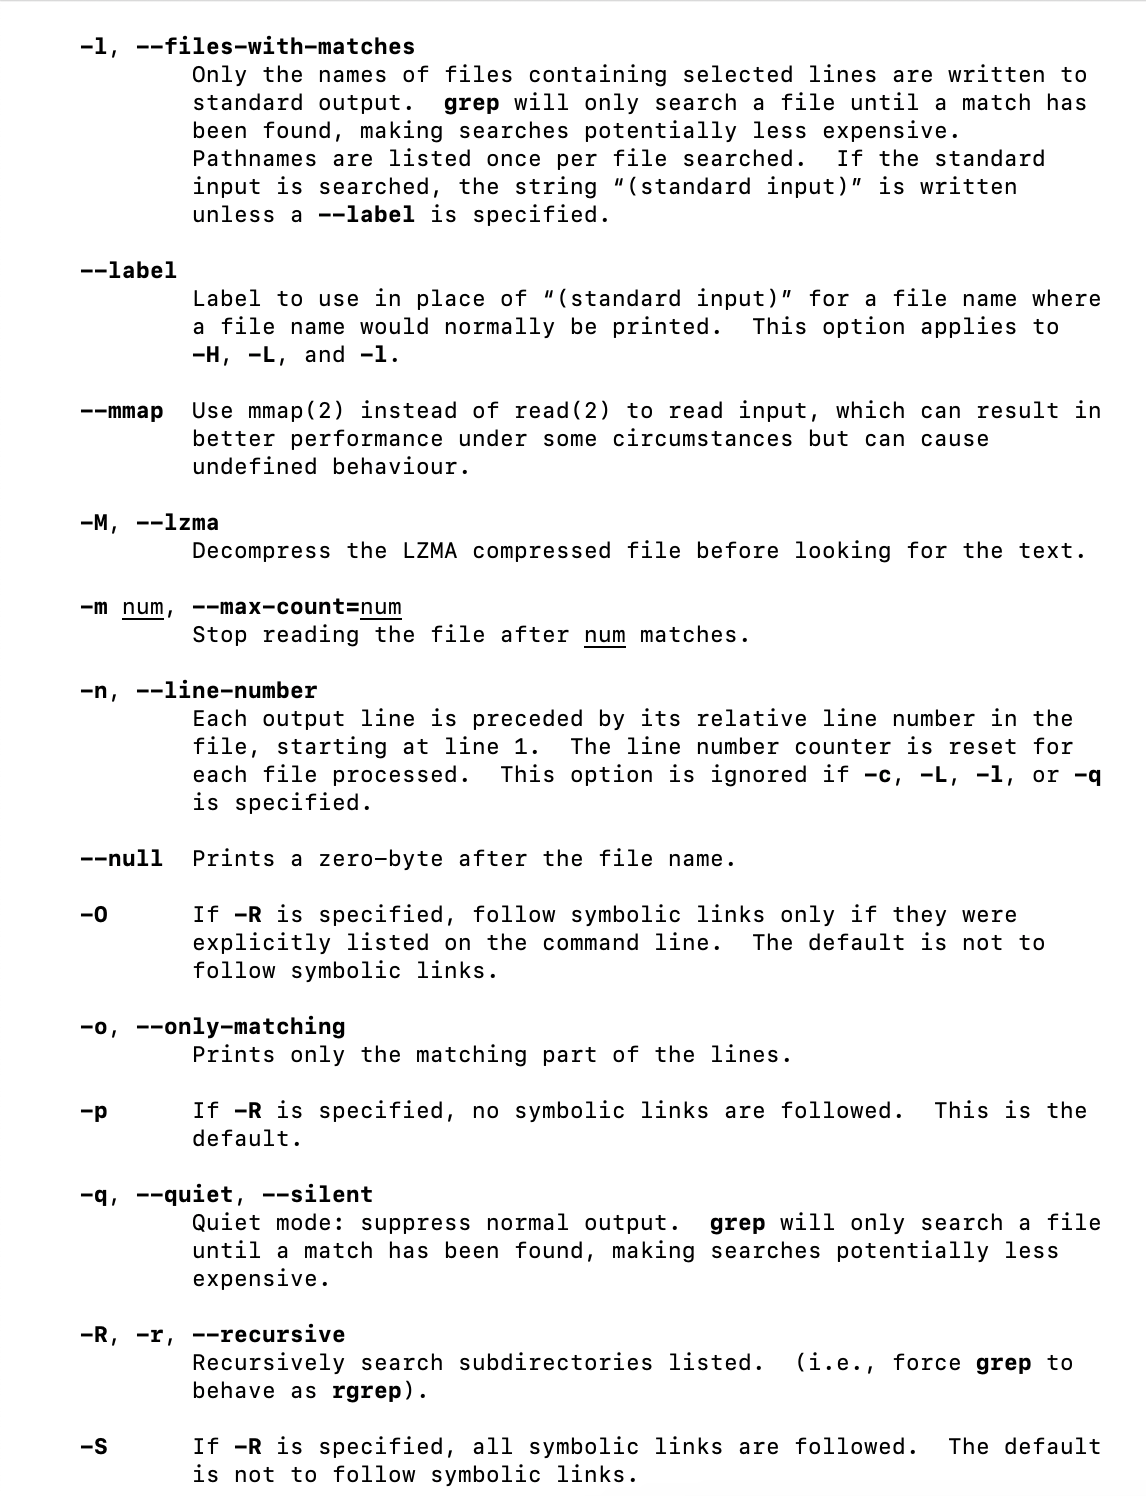 -l, --files-with-matches
Only the names of files containing selected lines are written to
standard output.  grep will only search a file until a match has
been found, making searches potentially less expensive.
Pathnames are listed once per file searched.  If the standard
input is searched, the string “(standard input)” is written
unless a --label is specified.
--label
Label to use in place of “(standard input)” for a file name where
a file name would normally be printed.  This option applies to
-H, -L, and -l.
--mmap  Use mmap(2) instead of read(2) to read input, which can result in
better performance under some circumstances but can cause
undefined behaviour.
-M, --lzma
Decompress the LZMA compressed file before looking for the text.
-m num, --max-count=num
Stop reading the file after num matches.
-n, --line-number
Each output line is preceded by its relative line number in the
file, starting at line 1.  The line number counter is reset for
each file processed.  This option is ignored if -c, -L, -l, or -q
is specified.
--null  Prints a zero-byte after the file name.
-O      If -R is specified, follow symbolic links only if they were
explicitly listed on the command line.  The default is not to
follow symbolic links.
-o, --only-matching
Prints only the matching part of the lines.
-p      If -R is specified, no symbolic links are followed.  This is the
default.
-q, --quiet, --silent
Quiet mode: suppress normal output.  grep will only search a file
until a match has been found, making searches potentially less
expensive.
-R, -r, --recursive
Recursively search subdirectories listed.  (i.e., force grep to
behave as rgrep).
-S      If -R is specified, all symbolic links are followed.  The default
is not to follow symbolic links.